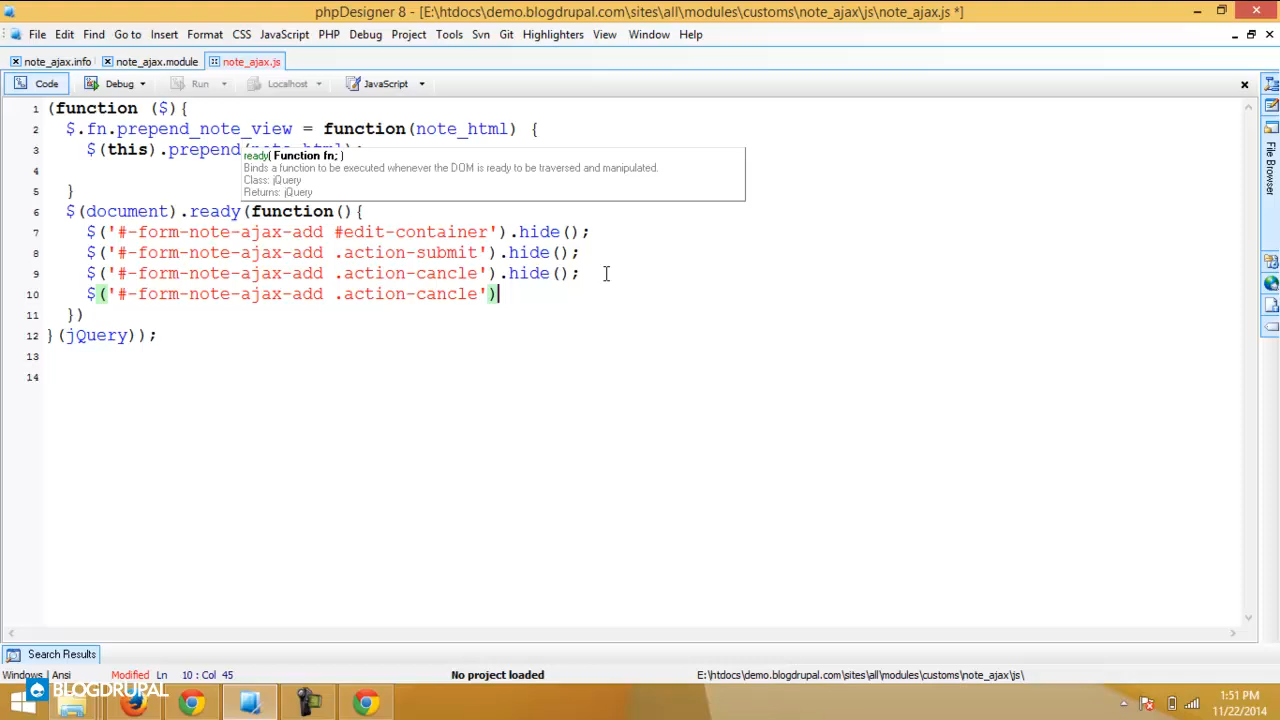 phpDesigner 8 - [E:\htdocs\demo.blogdrupal.com\sites\all\modules\customs\note_ajax\js\note_ajax.js *]
File Edit Find Go to Insert Format CSS JavaScript PHP Debug Project Tools Svn Git Highlighters View Window Help
note_ajax.info note_ajax.module note_ajax.js
Code Debug Run Localhost JavaScript
1 (function ($){
2 $.fn.prepend_note_view = function(note_html) {
3 $(this).prepend(
ready( Function fn; )
4 Binds a function to be executed whenever the DOM is ready to be traversed and manipulated.
Class: jQuery
5 }
Returns: jQuery
6 $(document).ready(function(){
7 $('#-form-note-ajax-add #edit-container').hide();
8 $('#-form-note-ajax-add .action-submit').hide();
9 $('#-form-note-ajax-add .action-cancle').hide();
10 $('#-form-note-ajax-add .action-cancle')
11 })
12 }(jQuery));
13
14
File Browser
Search Results
Windows | Ansi Modified Ln 10 : Col 45 No project loaded E:\htdocs\demo.blogdrupal.com\sites\all\modules\customs\note_ajax\js\
BLOGDRUPAL
1:51 PM
11/22/2014